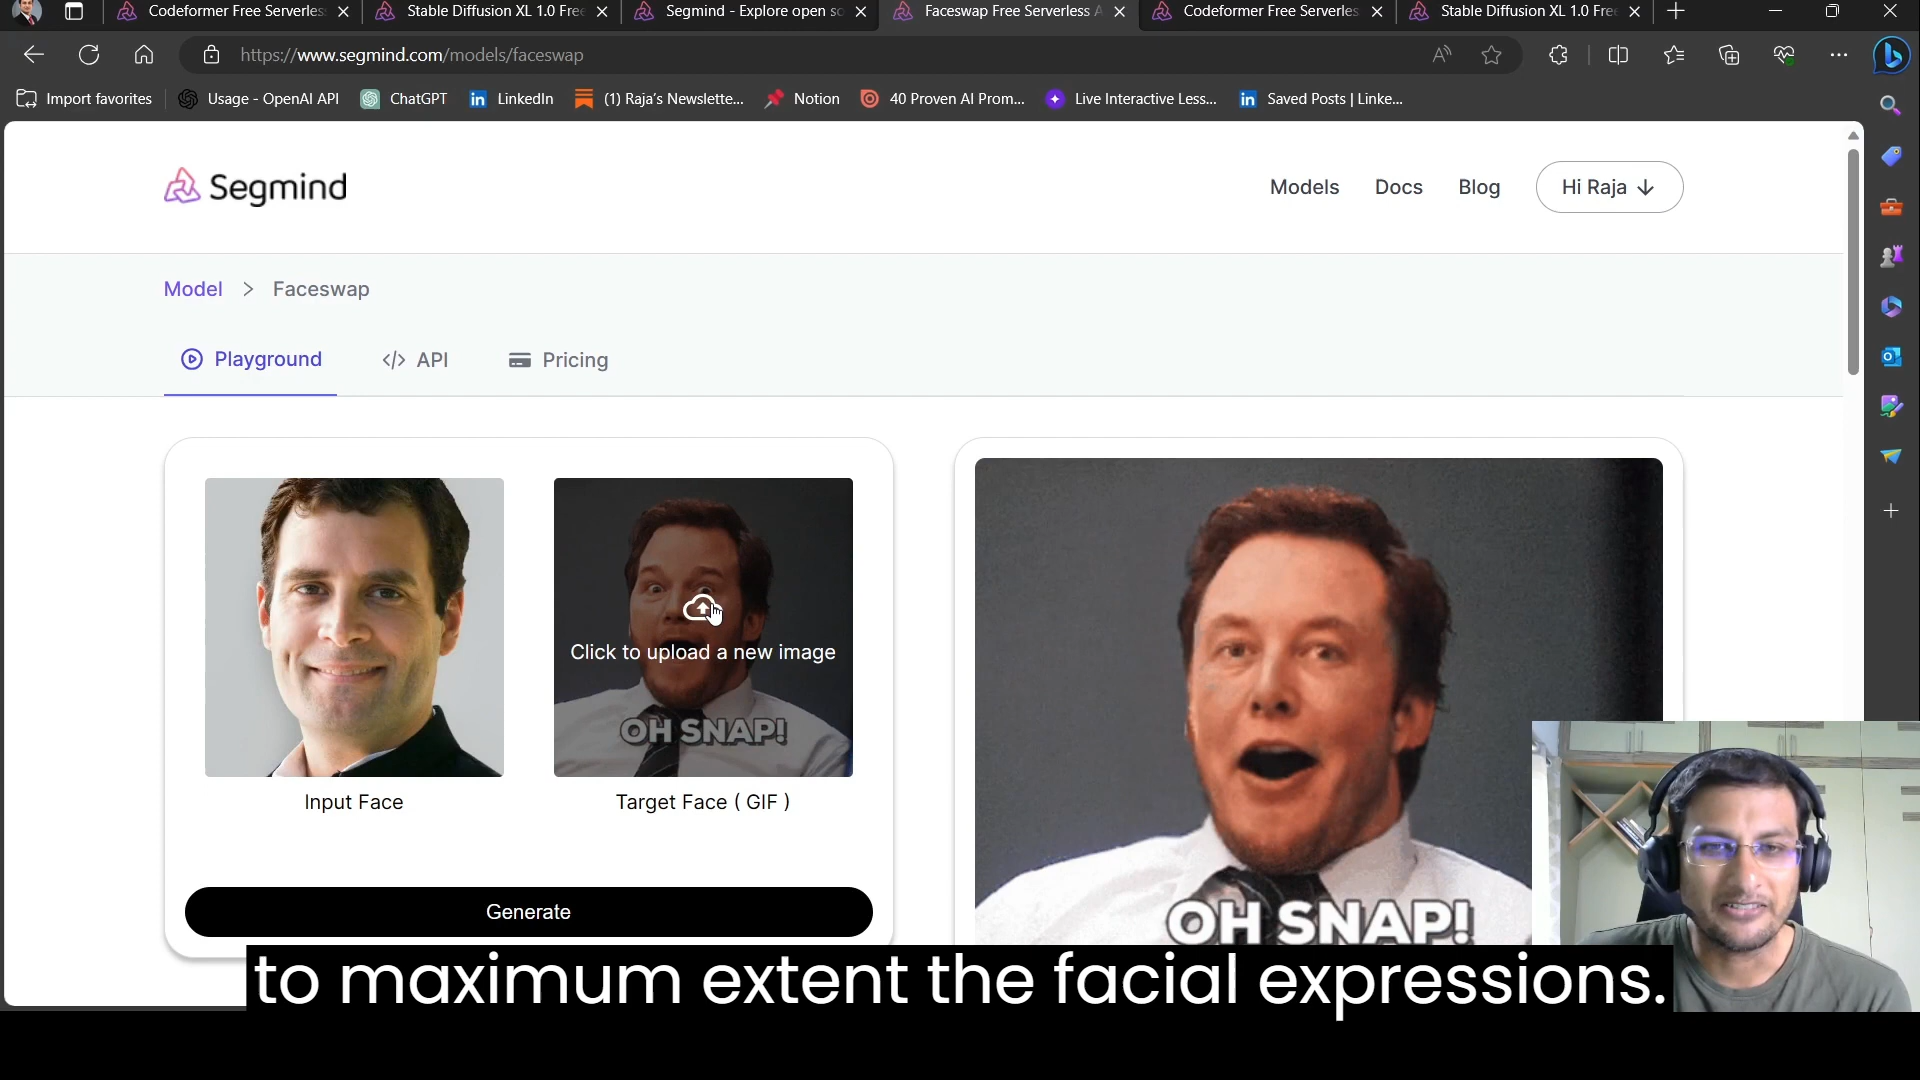 Codeformer Free Serverles
Stable Diffusion XL 1.0 Fre
Segmind - Explore open so
Faceswap Free Serverless A
Codeformer Free Serverles
Stable Diffusion XL 1.0 Fre
https://www.segmind.com/models/faceswap
Import favorites
Usage - OpenAI API
ChatGPT
LinkedIn
(1) Raja's Newslette...
Notion
40 Proven AI Prom...
Live Interactive Less...
Saved Posts | Linke...
Segmind
Models
Docs
Blog
Hi Raja
Model > Faceswap
Playground
</> API
Pricing
Click to upload a new image
OH SNAP!
Input Face
Target Face ( GIF )
Generate
OH SNAP!
to maximum extent the facial expressions.